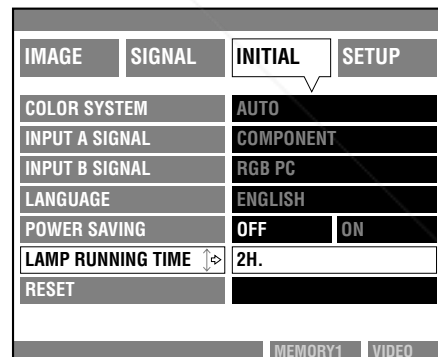 IMAGE SIGNAL INITIAL SETUP
COLOR SYSTEM AUTO
INPUT A SIGNAL COMPONENT
INPUT B SIGNAL RGB PC
LANGUAGE ENGLISH
POWER SAVING OFF ON
LAMP RUNNING TIME 2H.
RESET
MEMORY1 VIDEO